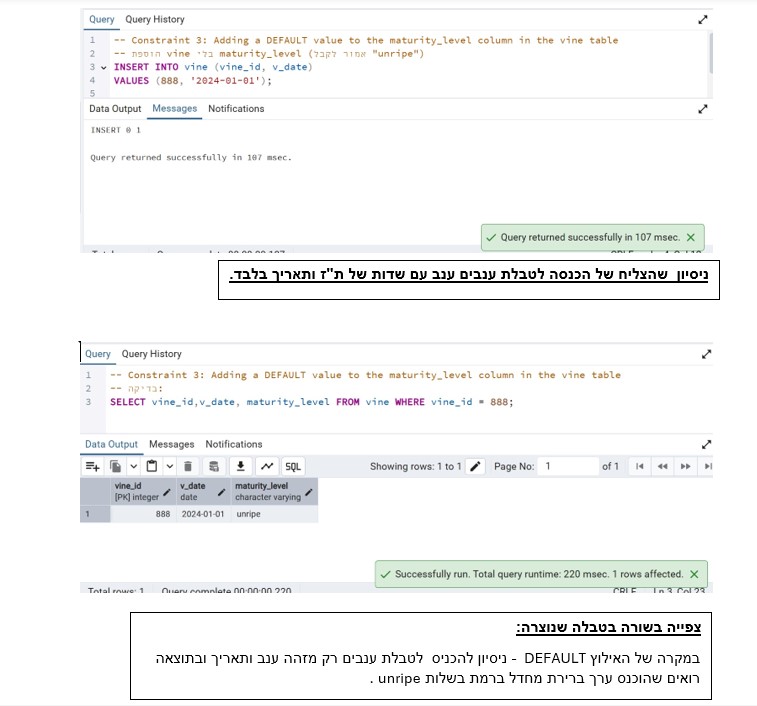 Query Query History
1 -- Constraint 3: Adding a DEFAULT value to the maturity_level column in the vine table
2 -- הוספת vine בלי maturity_level (אמור לקבל "unripe")
3 INSERT INTO vine (vine_id, v_date)
4 VALUES (888, '2024-01-01');
5
Data Output Messages Notifications
INSERT 0 1
Query returned successfully in 107 msec.
Query returned successfully in 107 msec.
ניסיון שהצליח של הכנסה לטבלת ענבים ענב עם שדות של ת"ז ותאריך בלבד.
Query Query History
1 -- Constraint 3: Adding a DEFAULT value to the maturity_level column in the vine table
2 -- בדיקה:
3 SELECT vine_id,v_date, maturity_level FROM vine WHERE vine_id = 888;
Data Output Messages Notifications
SQL Showing rows: 1 to 1 Page No: 1 of 1
vine_id v_date maturity_level
[PK] integer date character varying
1 888 2024-01-01 unripe
Successfully run. Total query runtime: 220 msec. 1 rows affected.
Total rows: 1 Query complete 00:00:00.220 CRLF Ln 3, Col 23
צפייה בשורה בטבלה שנוצרה:
במקרה של האילוץ DEFAULT - ניסיון להכניס לטבלת ענבים רק מזהה ענב ותאריך ובתוצאה
רואים שהוכנס ערך ברירת מחדל ברמת בשלות unripe .